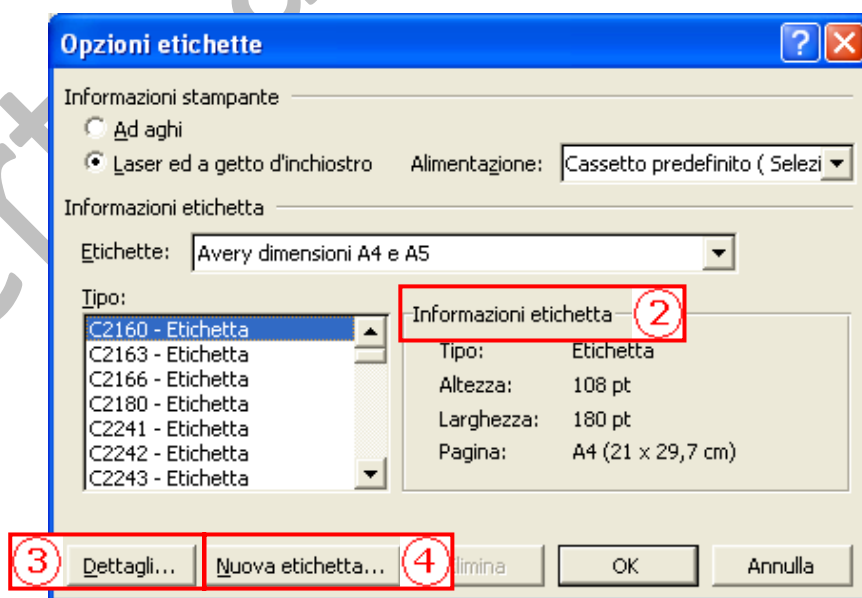 Opzioni etichette
Informazioni stampante
Ad aghi
Laser ed a getto d'inchiostro Alimentazione: Cassetto predefinito ( Selezi
Informazioni etichetta
Etichette: Avery dimensioni A4 e A5
Tipo:
C2160 - Etichetta
C2163 - Etichetta
C2166 - Etichetta
C2180 - Etichetta
C2241 - Etichetta
C2242 - Etichetta
C2243 - Etichetta
Informazioni etichetta 2
Tipo: Etichetta
Altezza: 108 pt
Larghezza: 180 pt
Pagina: A4 (21 x 29,7 cm)
3 Dettagli... Nuova etichetta... 4 limina OK Annulla